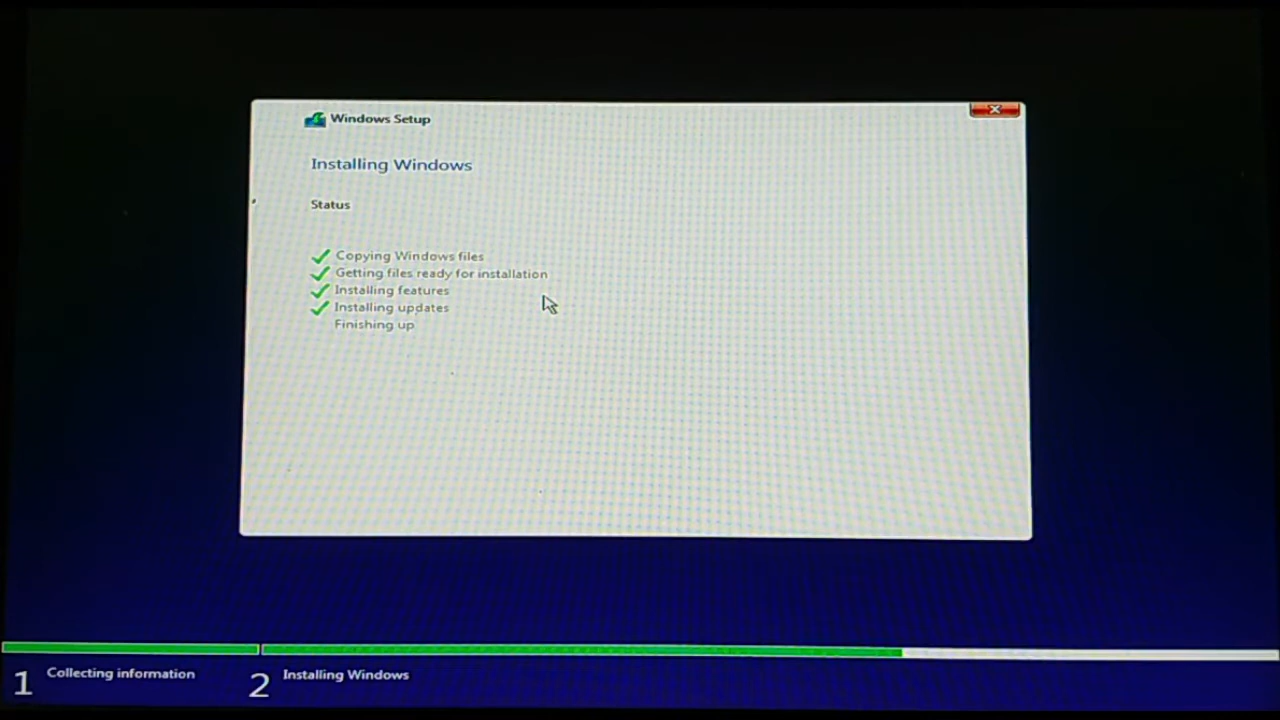 Windows Setup
Installing Windows
Status
Copying Windows files
Getting files ready for installation
Installing features
Installing updates
Finishing up
1 Collecting information
2 Installing Windows